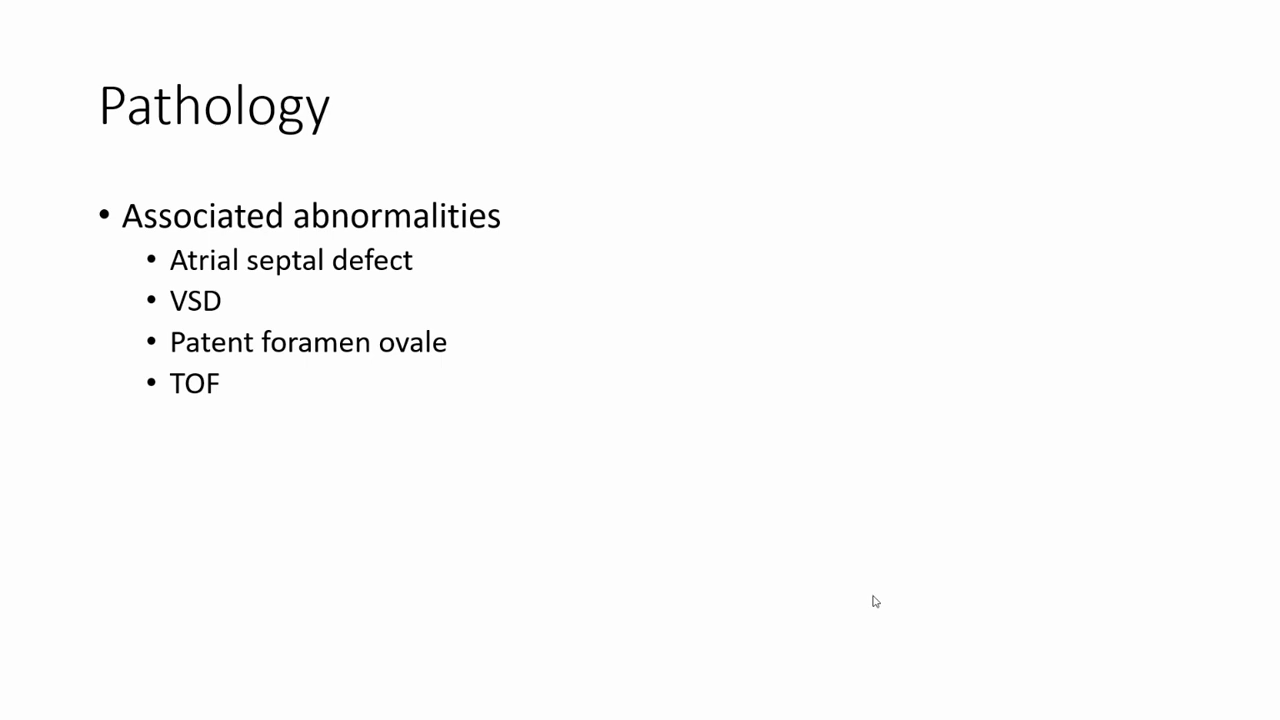 Pathology
• Associated abnormalities
• Atrial septal defect
• VSD
• Patent foramen ovale
• TOF